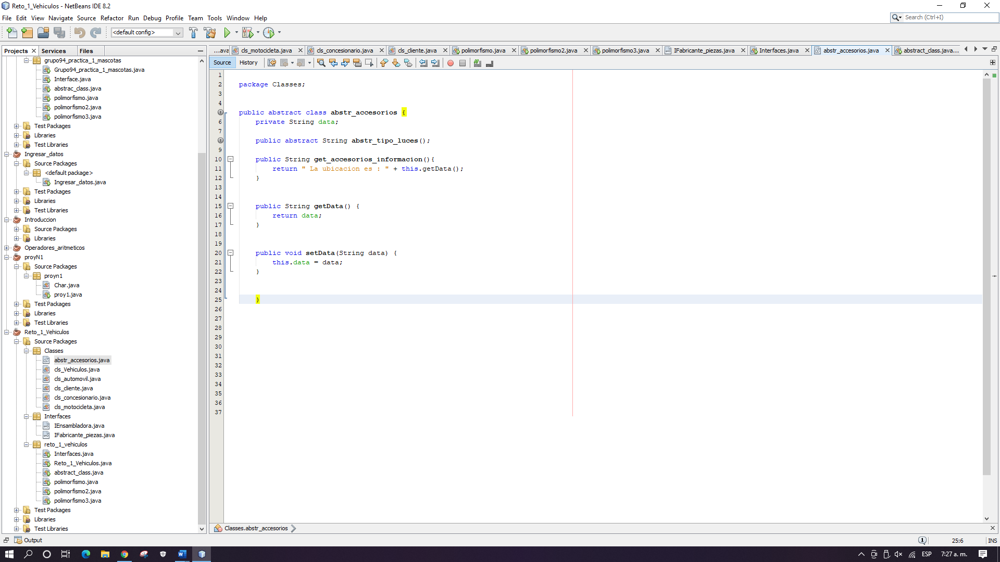 Reto_1_Vehiculos - NetBeans IDE 8.2
File Edit View Navigate Source Refactor Run Debug Profile Team Tools Window Help
Search (Ctrl+I)
<default config>
Projects Services Files
...ava cls_motocicleta.java cls_concesionario.java cls_cliente.java polimorfismo.java polimorfismo2.java polimorfismo3.java IFabricante_piezas.java Interfaces.java abstr_accesorios.java abstract_class.java...
Source History
grupo94_practica_1_mascotas
Grupo94_practica_1_mascotas.java
Interface.java
abstrac_class.java
polimorfismo.java
polimorfismo2.java
polimorfismo3.java
Test Packages
Libraries
Test Libraries
Ingresar_datos
Source Packages
<default package>
Ingresar_datos.java
Test Packages
Libraries
Test Libraries
Introduccion
Source Packages
Libraries
Operadores_aritmeticos
proyN1
Source Packages
proyn1
Char.java
proy1.java
Test Packages
Libraries
Test Libraries
Reto_1_Vehiculos
Source Packages
Classes
abstr_accesorios.java
cls_Vehiculos.java
cls_automovil.java
cls_cliente.java
cls_concesionario.java
cls_motocicleta.java
Interfaces
IEnsambladora.java
IFabricante_piezas.java
reto_1_vehiculos
Interfaces.java
Reto_1_Vehiculos.java
abstract_class.java
polimorfismo.java
polimorfismo2.java
polimorfismo3.java
Test Packages
Libraries
Test Libraries
1
2 package Classes;
3
4
public abstract class abstr_accesorios {
6 private String data;
7
public abstract String abstr_tipo_luces();
9
10 public String get_accesorios_informacion(){
11 return " La ubicacion es : " + this.getData();
12 }
13
14
15 public String getData() {
16 return data;
17 }
18
19
20 public void setData(String data) {
21 this.data = data;
22 }
23
24
25 }
26
27
28
29
30
31
32
33
34
35
36
37
Classes.abstr_accesorios
Output
1 25:6 INS
ESP 7:27 a. m.